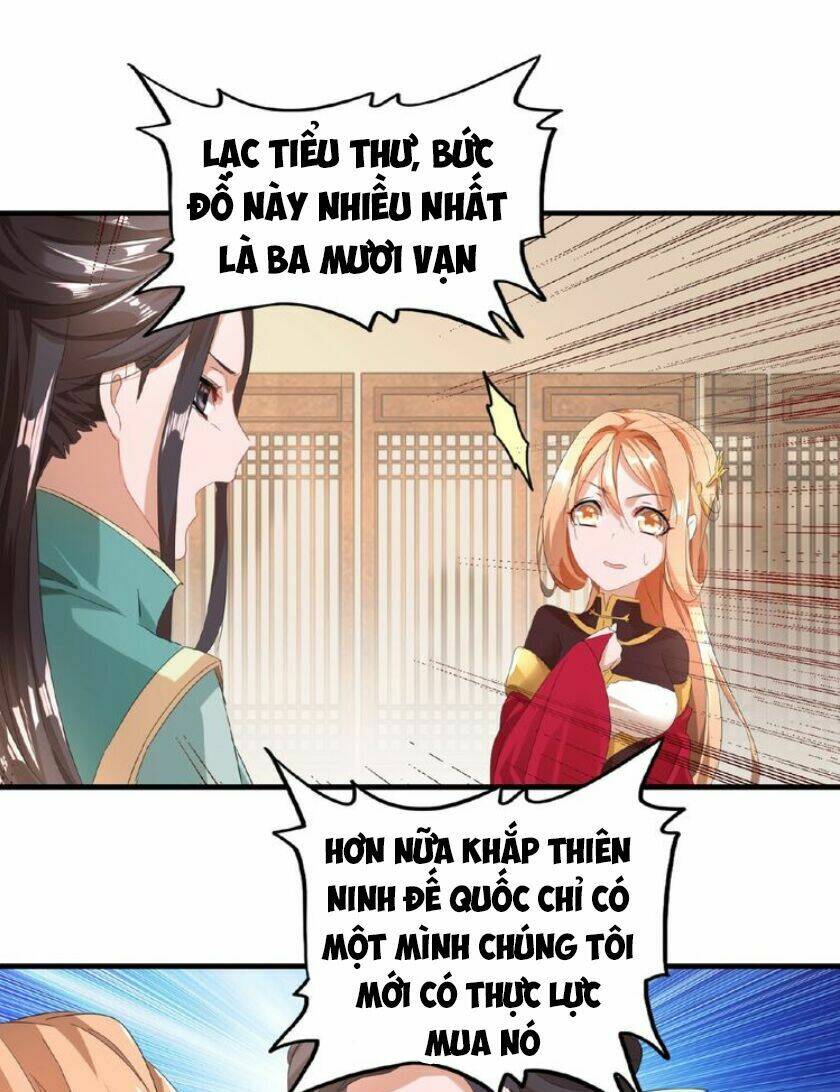 LẠC TIỂU THƯ, BỨC
ĐỒ NÀY NHIỀU NHẤT
LÀ BA MƯƠI VẠN
HƠN NỮA KHẮP THIÊN
NINH ĐẾ QUỐC CHỈ CÓ
MỘT MÌNH CHÚNG TÔI
MỚI CÓ THỰC LỰC
MUA NÓ